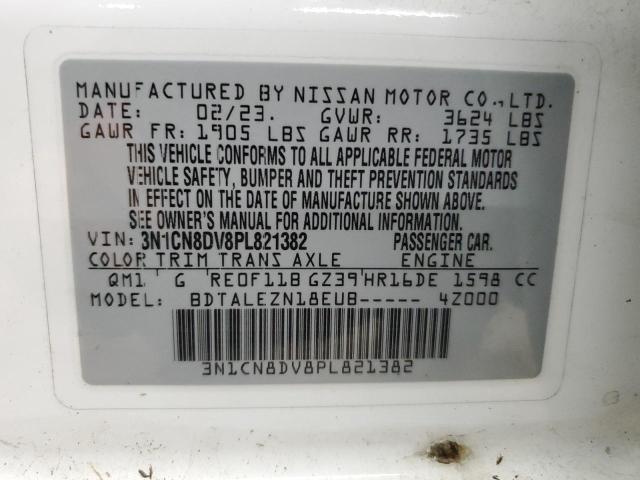 MANUFACTURED BY NISSAN MOTOR CO., LTD.
DATE: 02/23. GVWR: 3624 LBS
GAWR FR: 1905 LBS GAWR RR: 1735 LBS
THIS VEHICLE CONFORMS TO ALL APPLICABLE FEDERAL MOTOR
VEHICLE SAFETY, BUMPER AND THEFT PREVENTION STANDARDS
IN EFFECT ON THE DATE OF MANUFACTURE SHOWN ABOVE.
SEE OWNER'S MANUAL FOR ADDITIONAL INFORMATION.
VIN: 3N1CN8DV8PL821382 PASSENGER CAR.
COLOR TRIM TRANS AXLE ENGINE
QM1 G RE0F11B GZ39 HR16DE 1598 CC
MODEL: BDTALEZN18EUB----- 4Z000
3N1CN8DV8PL821382